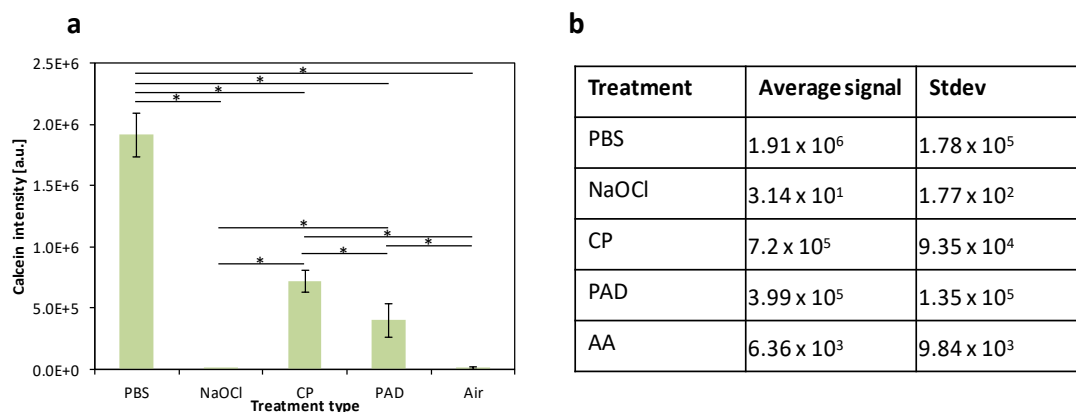 a
2.5E+6
2.0E+6
1.5E+6
1.0E+6
5.0E+5
0.0E+0
Calcein intensity [a.u.]
*
*
*
*
*
*
*
*
*
PBS NaOCl CP PAD Air
Treatment type
b
Treatment Average signal Stdev
PBS 1.91 x 10⁶ 1.78 x 10⁵
NaOCl 3.14 x 10¹ 1.77 x 10²
CP 7.2 x 10⁵ 9.35 x 10⁴
PAD 3.99 x 10⁵ 1.35 x 10⁵
AA 6.36 x 10³ 9.84 x 10³